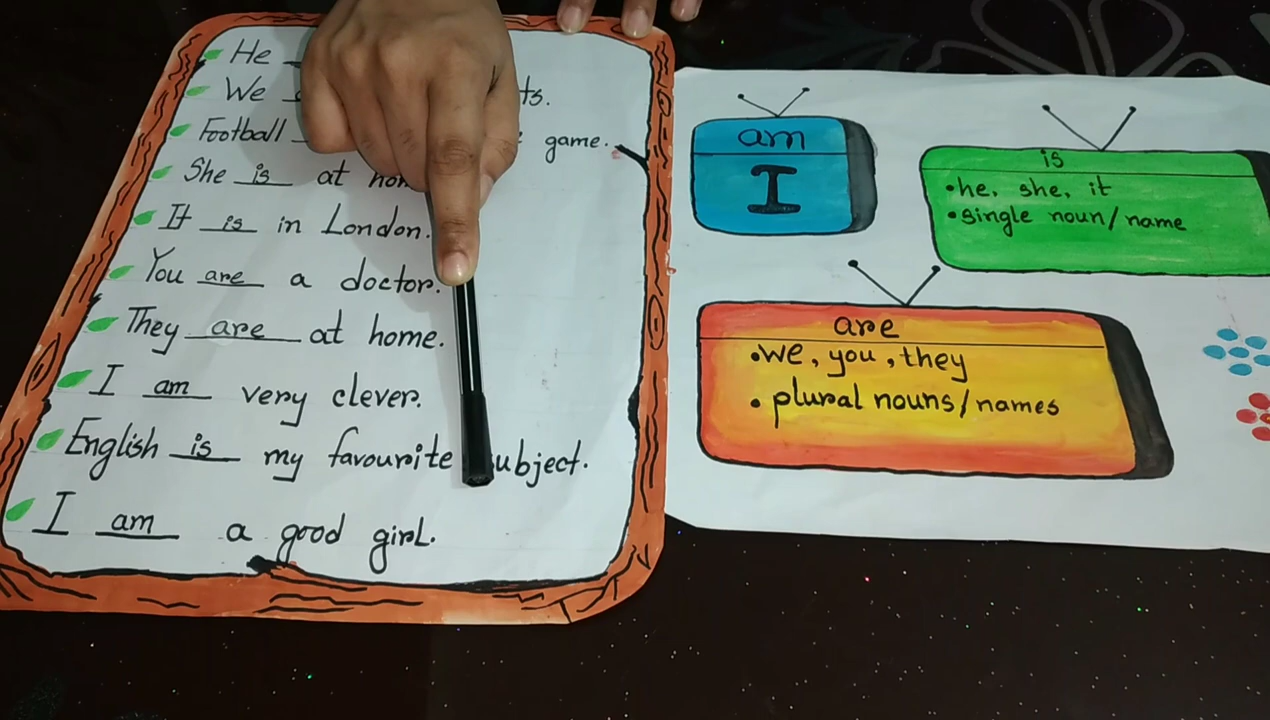 He
We
Football game.
She is at
It is in London.
You are a doctor.
They are at home.
I am very clever.
English is my favourite ubject.
I am a good girl.
am
I
is
•he, she, it
•single noun/name
are
•we, you, they
• plural nouns/names